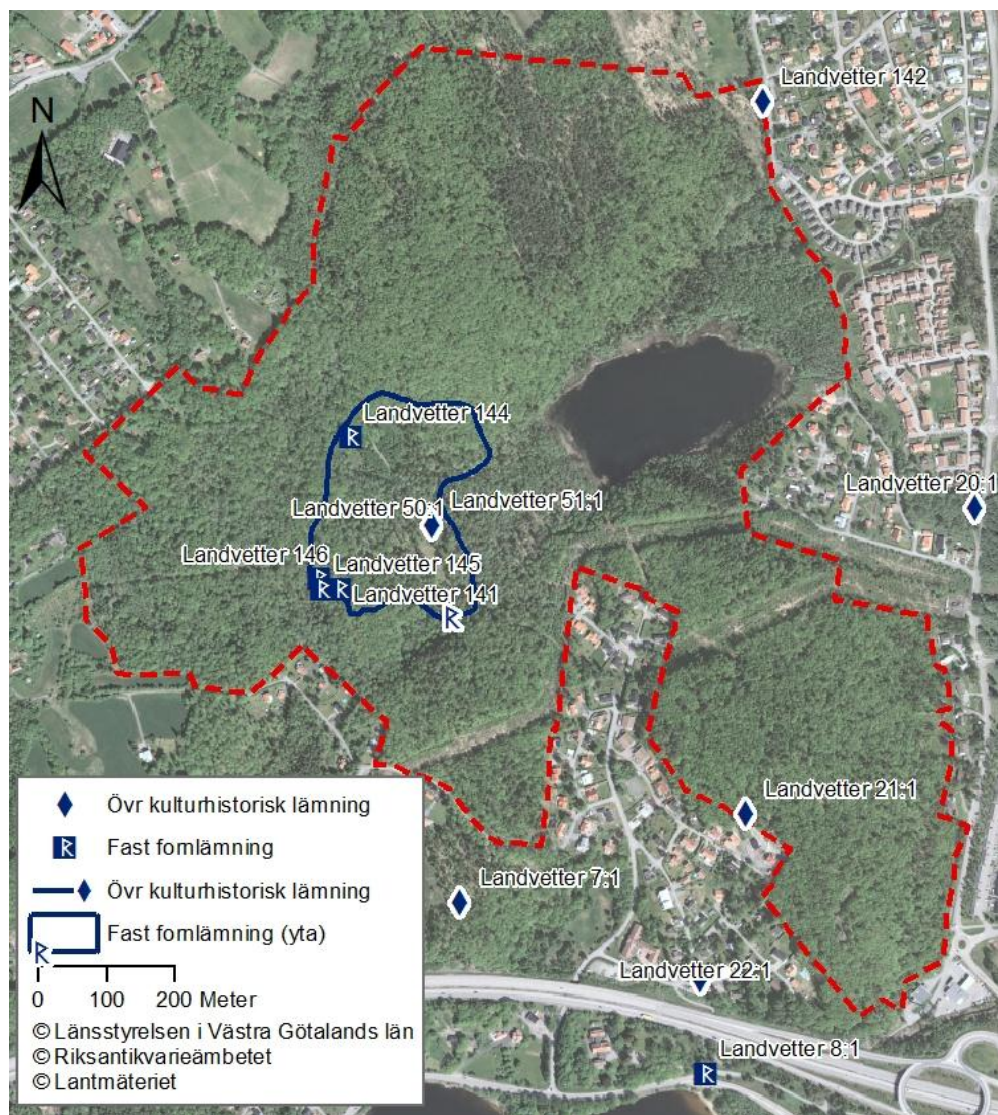 Landvetter 142
N
Landvetter 144
Landvetter 20:1
Landvetter 50:1
Landvetter 51:1
Landvetter 146
Landvetter 145
Landvetter 141
Landvetter 21:1
Landvetter 7:1
Landvetter 22:1
Landvetter 8:1
Övr kulturhistorisk lämning
Fast fornlämning
Övr kulturhistorisk lämning
Fast fornlämning (yta)
0 100 200 Meter
© Länsstyrelsen i Västra Götalands län
© Riksantikvarieämbetet
© Lantmäteriet